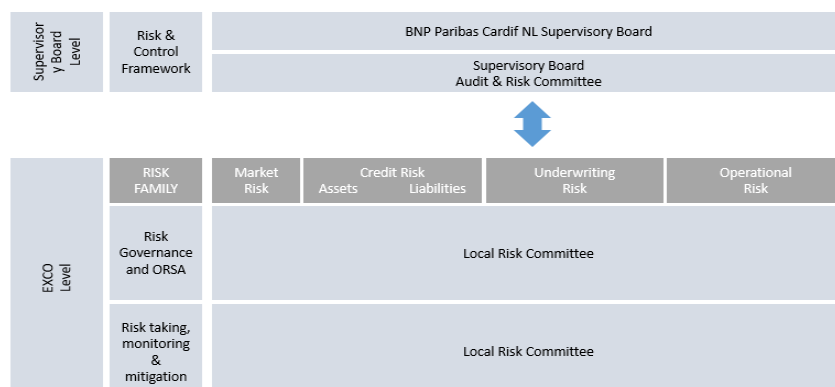 Supervisor
y Board
Level
Risk &
Control
Framework
BNP Paribas Cardif NL Supervisory Board
Supervisory Board
Audit & Risk Committee
RISK
FAMILY
Market
Risk
Credit Risk
Assets Liabilities
Underwriting
Risk
Operational
Risk
EXCO
Level
Risk
Governance
and ORSA
Local Risk Committee
Risk taking,
monitoring
&
mitigation
Local Risk Committee